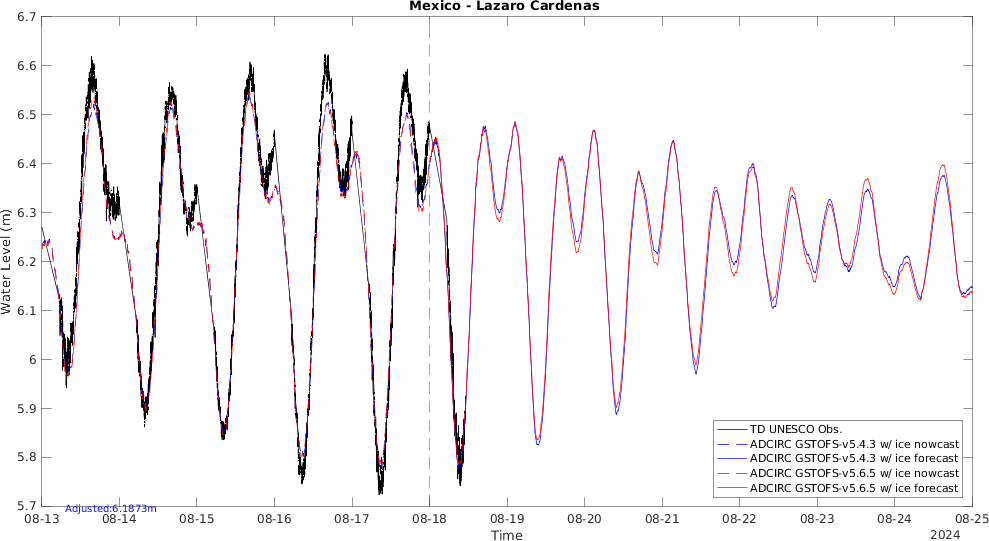 Mexico - Lazaro Cardenas
6.7
6.6
6.5
6.4
6.3
6.2
6.1
6
5.9
5.8
5.7
Water Level (m)
TD UNESCO Obs.
ADCIRC GSTOFS-v5.4.3 w/ ice nowcast
ADCIRC GSTOFS-v5.4.3 w/ ice forecast
ADCIRC GSTOFS-v5.6.5 w/ ice nowcast
ADCIRC GSTOFS-v5.6.5 w/ ice forecast
Adjusted:6.1873m
08-13 08-14 08-15 08-16 08-17 08-18 08-19 08-20 08-21 08-22 08-23 08-24 08-25
Time
2024